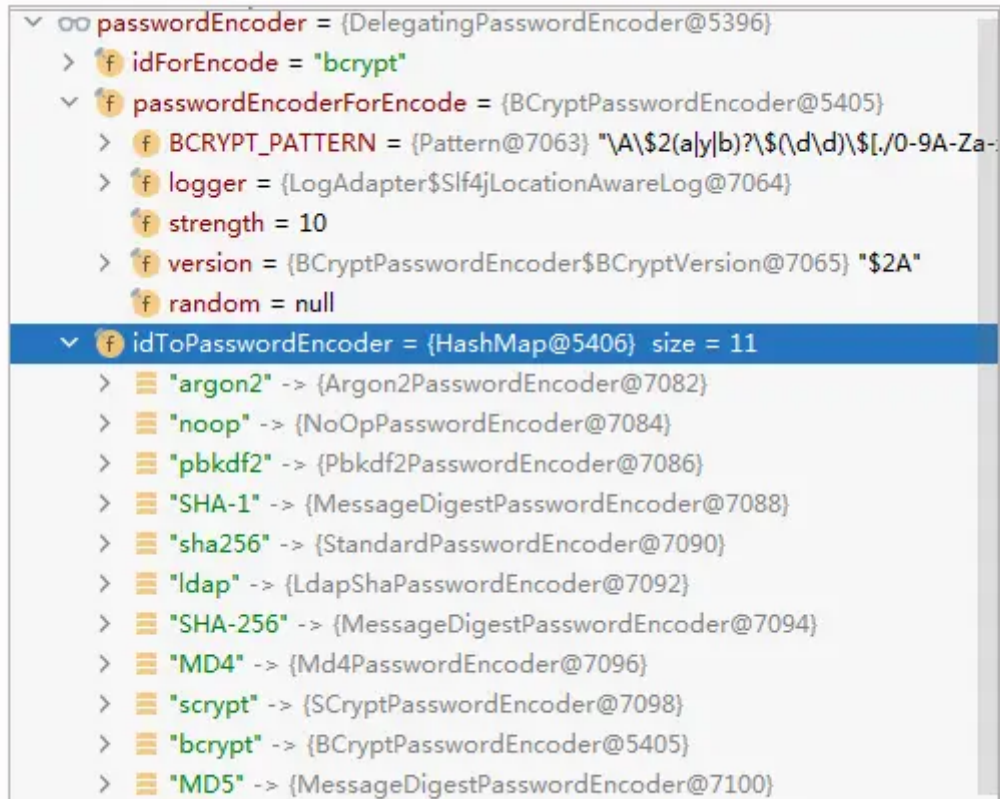 passwordEncoder = {DelegatingPasswordEncoder@5396}
idForEncode = "bcrypt"
passwordEncoderForEncode = {BCryptPasswordEncoder@5405}
BCRYPT_PATTERN = {Pattern@7063} "\A\$2(a|y|b)?\$(\d\d)\$[./0-9A-Za-
logger = {LogAdapter$Slf4jLocationAwareLog@7064}
strength = 10
version = {BCryptPasswordEncoder$BCryptVersion@7065} "$2A"
random = null
idToPasswordEncoder = {HashMap@5406} size = 11
"argon2" -> {Argon2PasswordEncoder@7082}
"noop" -> {NoOpPasswordEncoder@7084}
"pbkdf2" -> {Pbkdf2PasswordEncoder@7086}
"SHA-1" -> {MessageDigestPasswordEncoder@7088}
"sha256" -> {StandardPasswordEncoder@7090}
"ldap" -> {LdapShaPasswordEncoder@7092}
"SHA-256" -> {MessageDigestPasswordEncoder@7094}
"MD4" -> {Md4PasswordEncoder@7096}
"scrypt" -> {SCryptPasswordEncoder@7098}
"bcrypt" -> {BCryptPasswordEncoder@5405}
"MD5" -> {MessageDigestPasswordEncoder@7100}